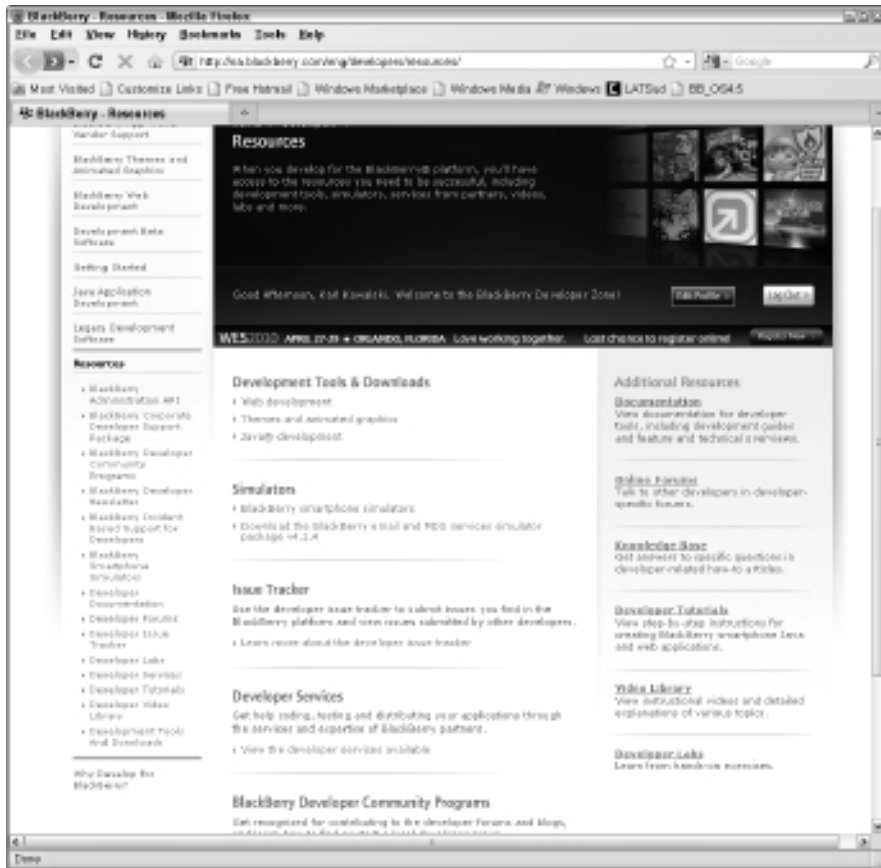 BlackBerry - Resources - Mozilla Firefox
File Edit View History Bookmarks Tools Help
http://na.blackberry.com/eng/developers/resources/
Google
Most Visited Customize Links Free Hotmail Windows Marketplace Windows Media Windows LATSud BB_OS4.5
BlackBerry - Resources
Vendor Support
BlackBerry Themes and
Animated Graphics
BlackBerry Web
Development
Development Beta
Software
Getting Started
Java Application
Development
Legacy Development
Software
Resources
BlackBerry
Administration API
BlackBerry Corporate
Developer Support
Package
BlackBerry Developer
Community
Programs
BlackBerry Developer
Newsletter
BlackBerry Incident
Based Support for
Developers
BlackBerry
Smartphone
Simulators
Developer
Documentation
Developer Forums
Developer Issue
Tracker
Developer Labs
Developer Services
Developer Tutorials
Developer Video
Library
Development Tools
And Downloads
Why Develop for
BlackBerry?
Resources
When you develop for the BlackBerry® platform, you'll have
access to the resources you need to be successful, including
development tools, simulators, services from partners, videos,
labs and more.
Good Afternoon, Karl Kowalski. Welcome to the BlackBerry Developer Zone!
Edit Profile
Log Out
WES2010 APRIL 27-29 ORLANDO, FLORIDA Love working together. Last chance to register online! Register Now
Development Tools & Downloads
Web development
Themes and animated graphics
Java® development
Simulators
BlackBerry smartphone simulators
Download the BlackBerry email and MDS services simulator
package v4.1.4
Issue Tracker
Use the developer issue tracker to submit issues you find in the
BlackBerry platform and view issues submitted by other developers.
Learn more about the developer issue tracker
Developer Services
Get help coding, testing and distributing your applications through
the services and expertise of BlackBerry partners.
View the developer services available
BlackBerry Developer Community Programs
Get recognized for contributing to the developer forums and blogs,
Additional Resources
Documentation
View documentation for developer
tools, including development guides
and feature and technical overviews.
Online Forums
Talk to other developers in developer-
specific forums.
Knowledge Base
Get answers to specific questions in
developer-related how-to articles.
Developer Tutorials
View step-by-step instructions for
creating BlackBerry smartphone Java
and web applications.
Video Library
View instructional videos and detailed
explanations of various topics.
Developer Labs
Learn from hands-on exercises.
Done